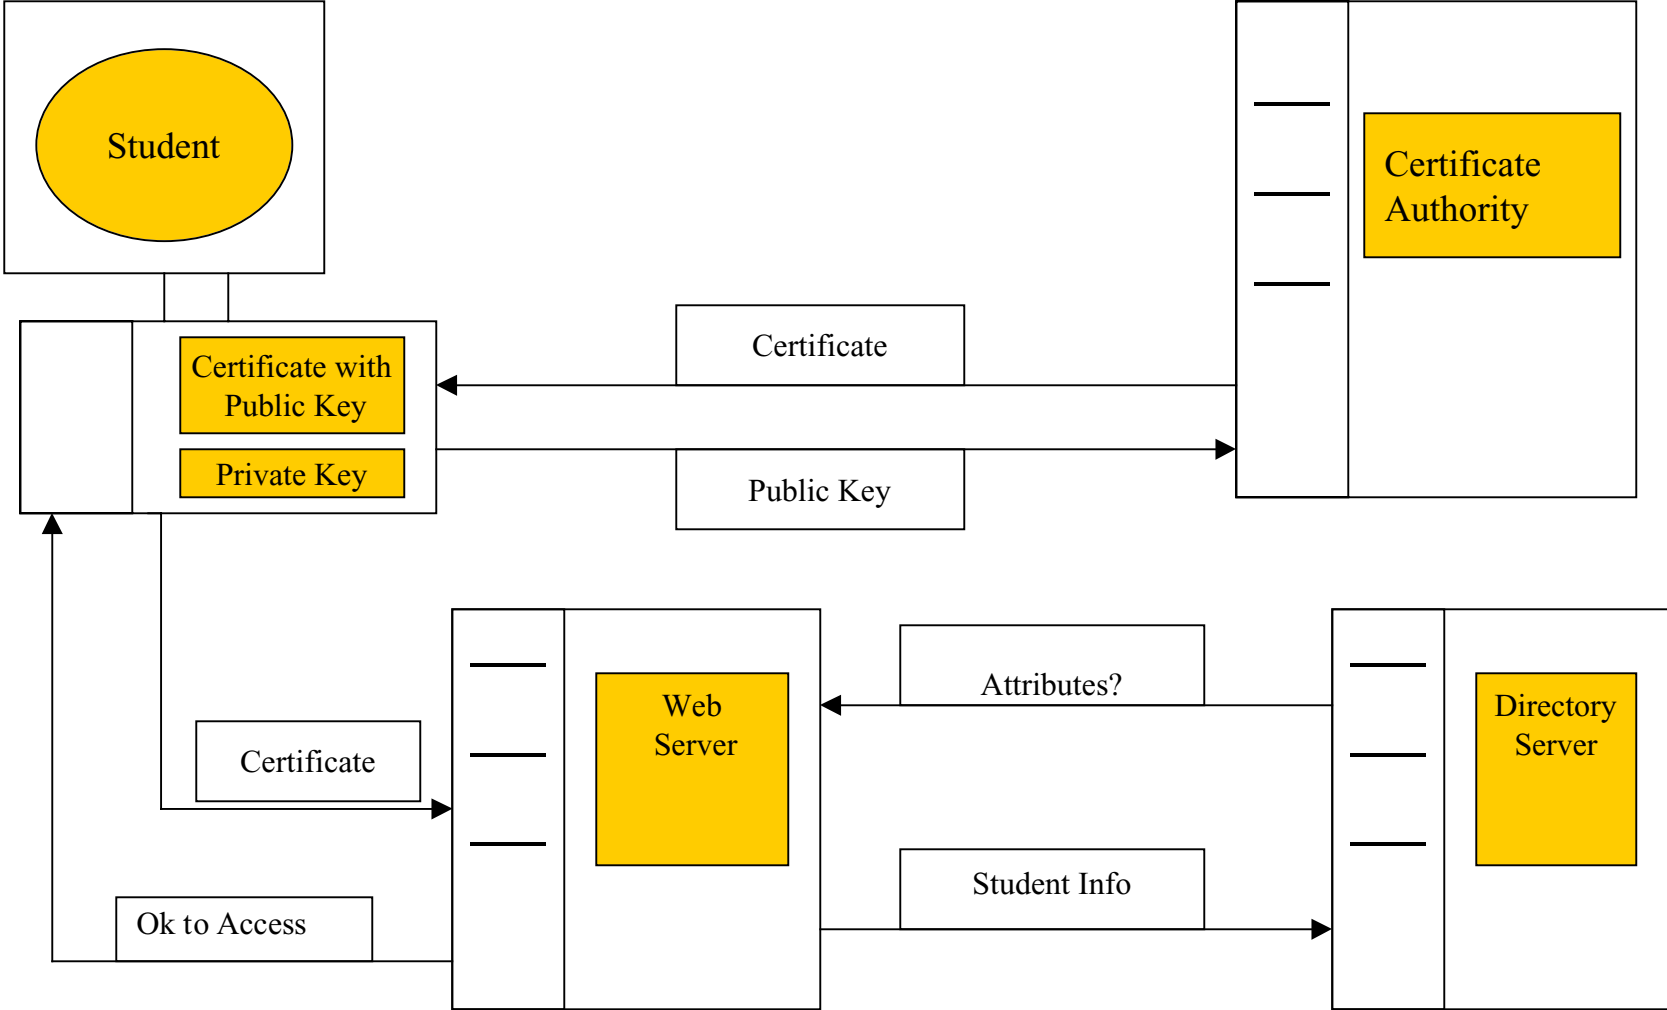 Student
Certificate
Authority
Certificate
Certificate with
Public Key
Private Key
Public Key
Attributes?
Web
Server
Directory
Server
Certificate
Student Info
Ok to Access